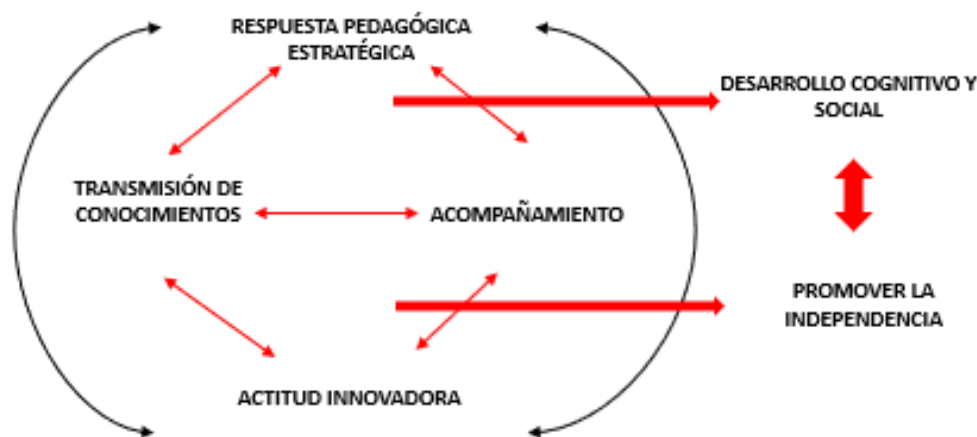 RESPUESTA PEDAGÓGICA
ESTRATÉGICA
DESARROLLO COGNITIVO Y
SOCIAL
TRANSMISIÓN DE
CONOCIMIENTOS
ACOMPAÑAMIENTO
PROMOVER LA
INDEPENDENCIA
ACTITUD INNOVADORA